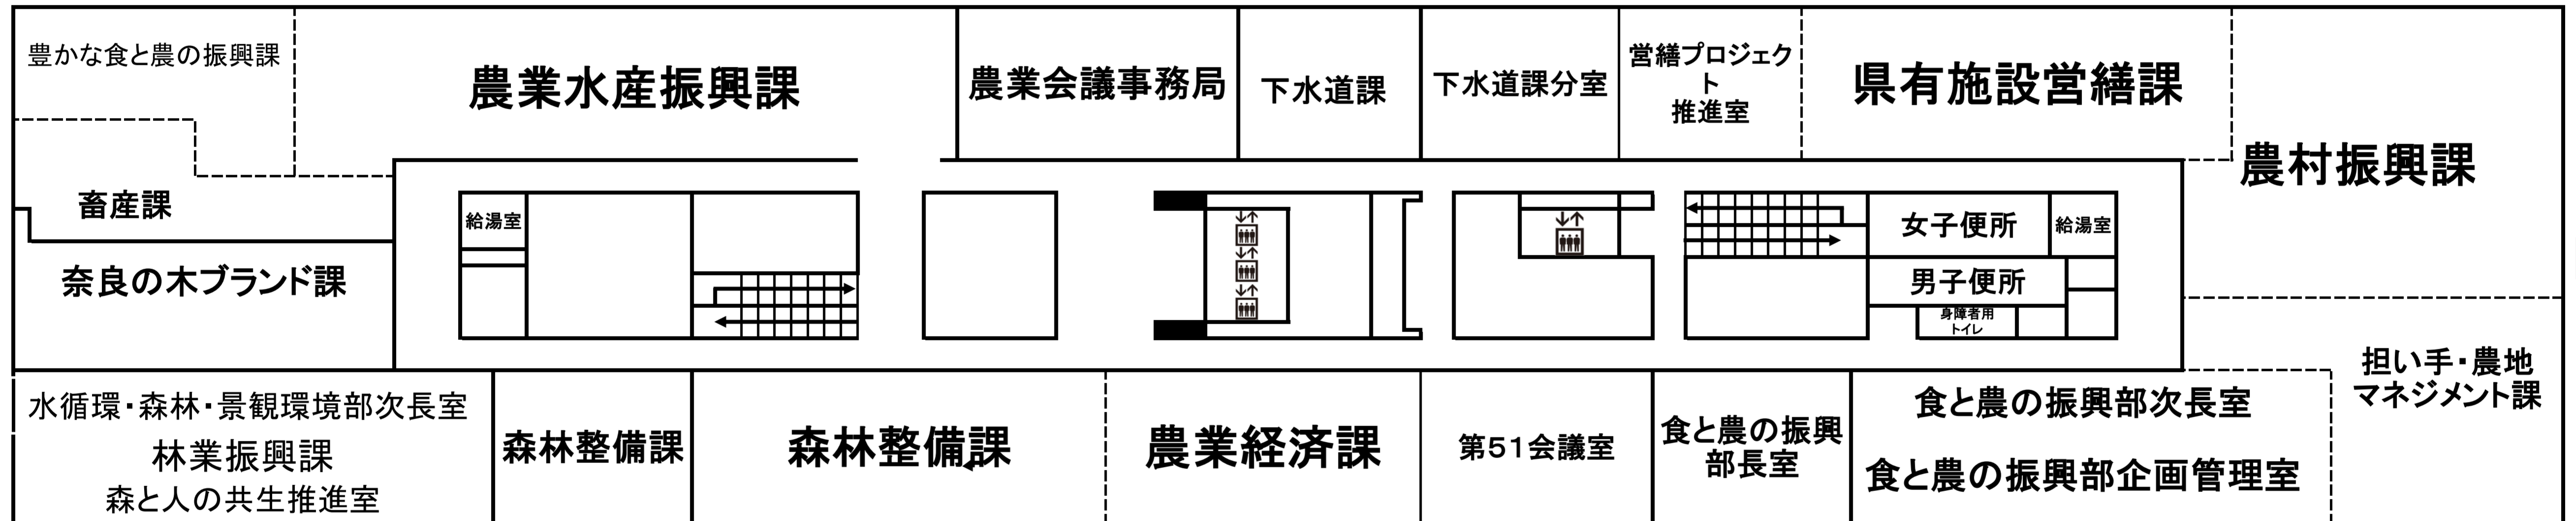 豊かな食と農の振興課
農業水産振興課
農業会議事務局
下水道課
下水道課分室
営繕プロジェク
ト
推進室
県有施設営繕課
農村振興課
畜産課
奈良の木ブランド課
給湯室
女子便所
給湯室
男子便所
身障者用
トイレ
担い手・農地
マネジメント課
水循環・森林・景観環境部次長室
林業振興課
森と人の共生推進室
森林整備課
森林整備課
農業経済課
第51会議室
食と農の振興
部長室
食と農の振興部次長室
食と農の振興部企画管理室